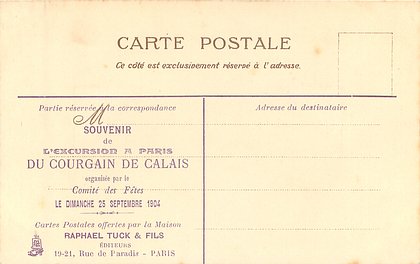 CARTE POSTALE
Ce côté est exclusivement réservé à l'adresse.
Partie réservée à la correspondance
M
SOUVENIR
de
L'EXCURSION A PARIS
DU COURGAIN DE CALAIS
organisée par le
Comité des Fêtes
LE DIMANCHE 25 SEPTEMBRE 1904
Cartes Postales offertes par la Maison
RAPHAEL TUCK & FILS
ÉDITEURS
19-21, Rue de Paradis - PARIS
Adresse du destinataire